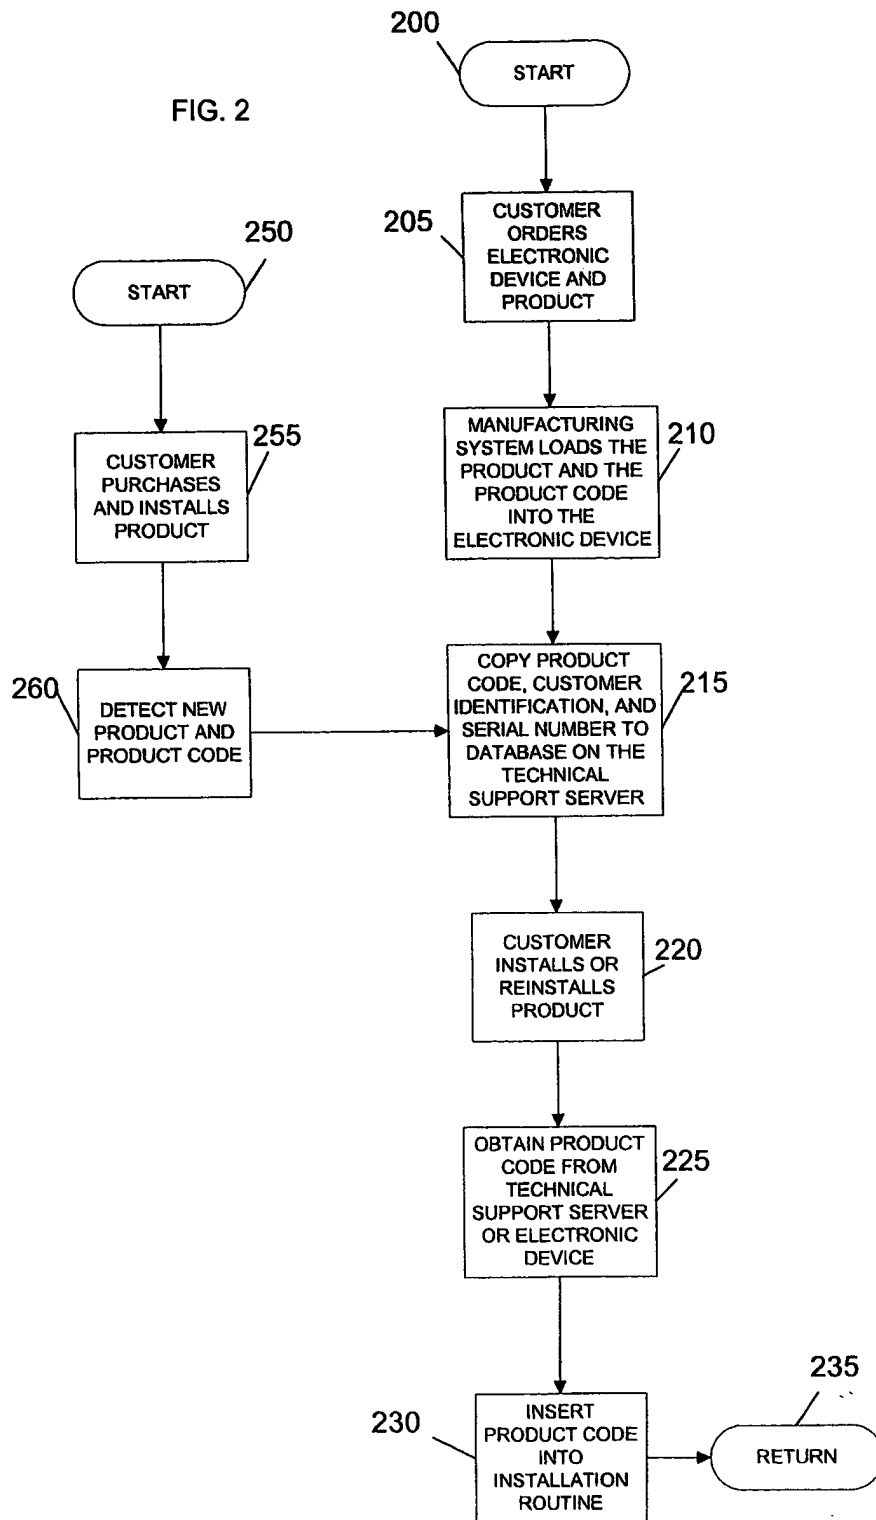 200
START
FIG. 2
205
CUSTOMER
ORDERS
ELECTRONIC
DEVICE AND
PRODUCT
250
START
MANUFACTURING
SYSTEM LOADS THE
PRODUCT AND THE
PRODUCT CODE
INTO THE
ELECTRONIC DEVICE
210
255
CUSTOMER
PURCHASES
AND INSTALLS
PRODUCT
260
DETECT NEW
PRODUCT AND
PRODUCT CODE
COPY PRODUCT
CODE, CUSTOMER
IDENTIFICATION, AND
SERIAL NUMBER TO
DATABASE ON THE
TECHNICAL
SUPPORT SERVER
215
CUSTOMER
INSTALLS OR
REINSTALLS
PRODUCT
220
OBTAIN PRODUCT
CODE FROM
TECHNICAL
SUPPORT SERVER
OR ELECTRONIC
DEVICE
225
230
INSERT
PRODUCT CODE
INTO
INSTALLATION
ROUTINE
235
RETURN